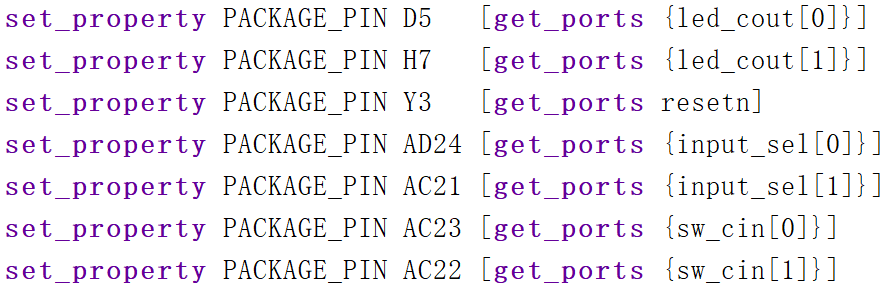 set_property PACKAGE_PIN D5 [get_ports {led_cout[0]}]
set_property PACKAGE_PIN H7 [get_ports {led_cout[1]}]
set_property PACKAGE_PIN Y3 [get_ports resetn]
set_property PACKAGE_PIN AD24 [get_ports {input_sel[0]}]
set_property PACKAGE_PIN AC21 [get_ports {input_sel[1]}]
set_property PACKAGE_PIN AC23 [get_ports {sw_cin[0]}]
set_property PACKAGE_PIN AC22 [get_ports {sw_cin[1]}]